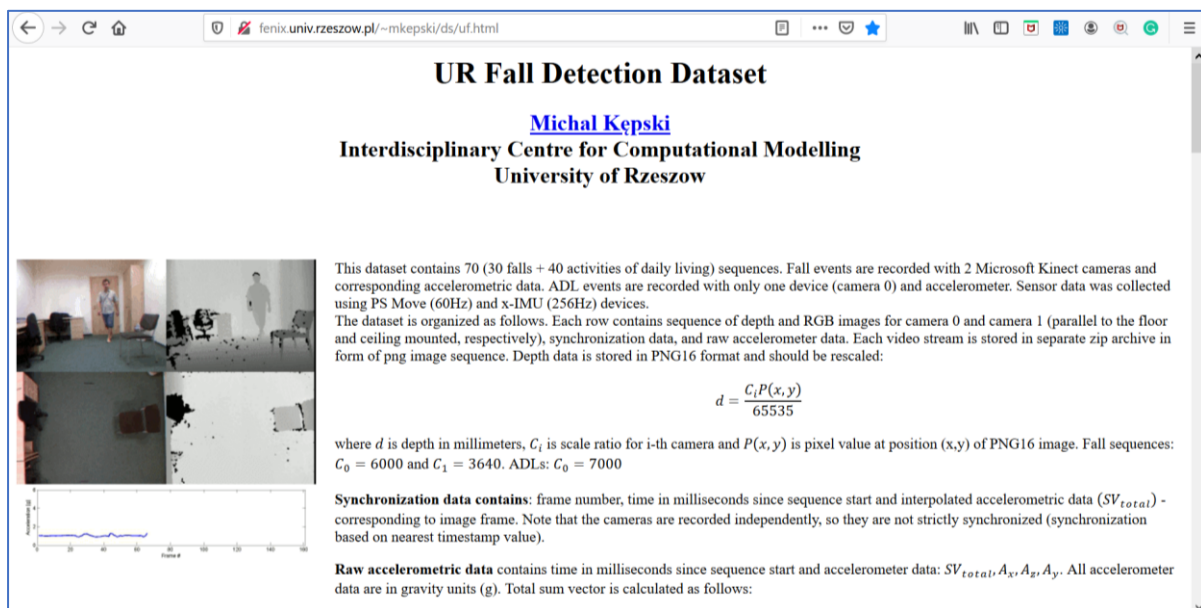 fenix.univ.rzeszow.pl/~mkepski/ds/uf.html
UR Fall Detection Dataset
Michal Kępski
Interdisciplinary Centre for Computational Modelling
University of Rzeszow
This dataset contains 70 (30 falls + 40 activities of daily living) sequences. Fall events are recorded with 2 Microsoft Kinect cameras and
corresponding accelerometric data. ADL events are recorded with only one device (camera 0) and accelerometer. Sensor data was collected
using PS Move (60Hz) and x-IMU (256Hz) devices.
The dataset is organized as follows. Each row contains sequence of depth and RGB images for camera 0 and camera 1 (parallel to the floor
and ceiling mounted, respectively), synchronization data, and raw accelerometer data. Each video stream is stored in separate zip archive in
form of png image sequence. Depth data is stored in PNG16 format and should be rescaled:
d = C_i P(x, y) / 65535
where d is depth in millimeters, C_i is scale ratio for i-th camera and P(x, y) is pixel value at position (x,y) of PNG16 image. Fall sequences:
C_0 = 6000 and C_1 = 3640. ADLs: C_0 = 7000
Synchronization data contains: frame number, time in milliseconds since sequence start and interpolated accelerometric data (SV_total) -
corresponding to image frame. Note that the cameras are recorded independently, so they are not strictly synchronized (synchronization
based on nearest timestamp value).
Raw accelerometric data contains time in milliseconds since sequence start and accelerometer data: SV_total, A_x, A_z, A_y. All accelerometer
data are in gravity units (g). Total sum vector is calculated as follows:
Acceleration [g]
0 20 40 60 80 100 120 140 160
Frame #